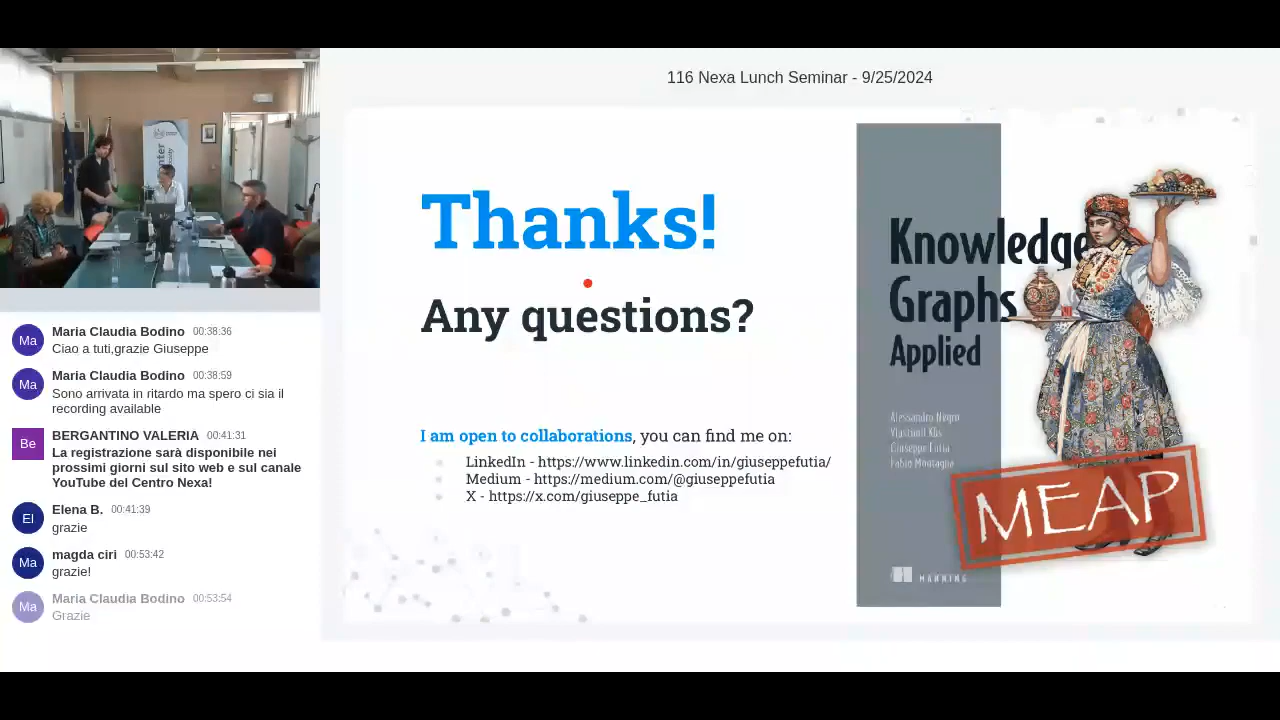 116 Nexa Lunch Seminar - 9/25/2024
Thanks!
Any questions?
I am open to collaborations, you can find me on:
LinkedIn - https://www.linkedin.com/in/giuseppefutia/
Medium - https://medium.com/@giuseppefutia
X - https://x.com/giuseppe_futia
Knowledge
Graphs
Applied
Alessandro Negro
Vlastimil Kus
Giuseppe Futia
Fabio Montagna
MEAP
MANNING
Ma
Maria Claudia Bodino 00:38:36
Ciao a tuti,grazie Giuseppe
Ma
Maria Claudia Bodino 00:38:59
Sono arrivata in ritardo ma spero ci sia il
recording available
Be
BERGANTINO VALERIA 00:41:31
La registrazione sarà disponibile nei
prossimi giorni sul sito web e sul canale
YouTube del Centro Nexa!
El
Elena B. 00:41:39
grazie
Ma
magda ciri 00:53:42
grazie!
Ma
Maria Claudia Bodino 00:53:54
Grazie